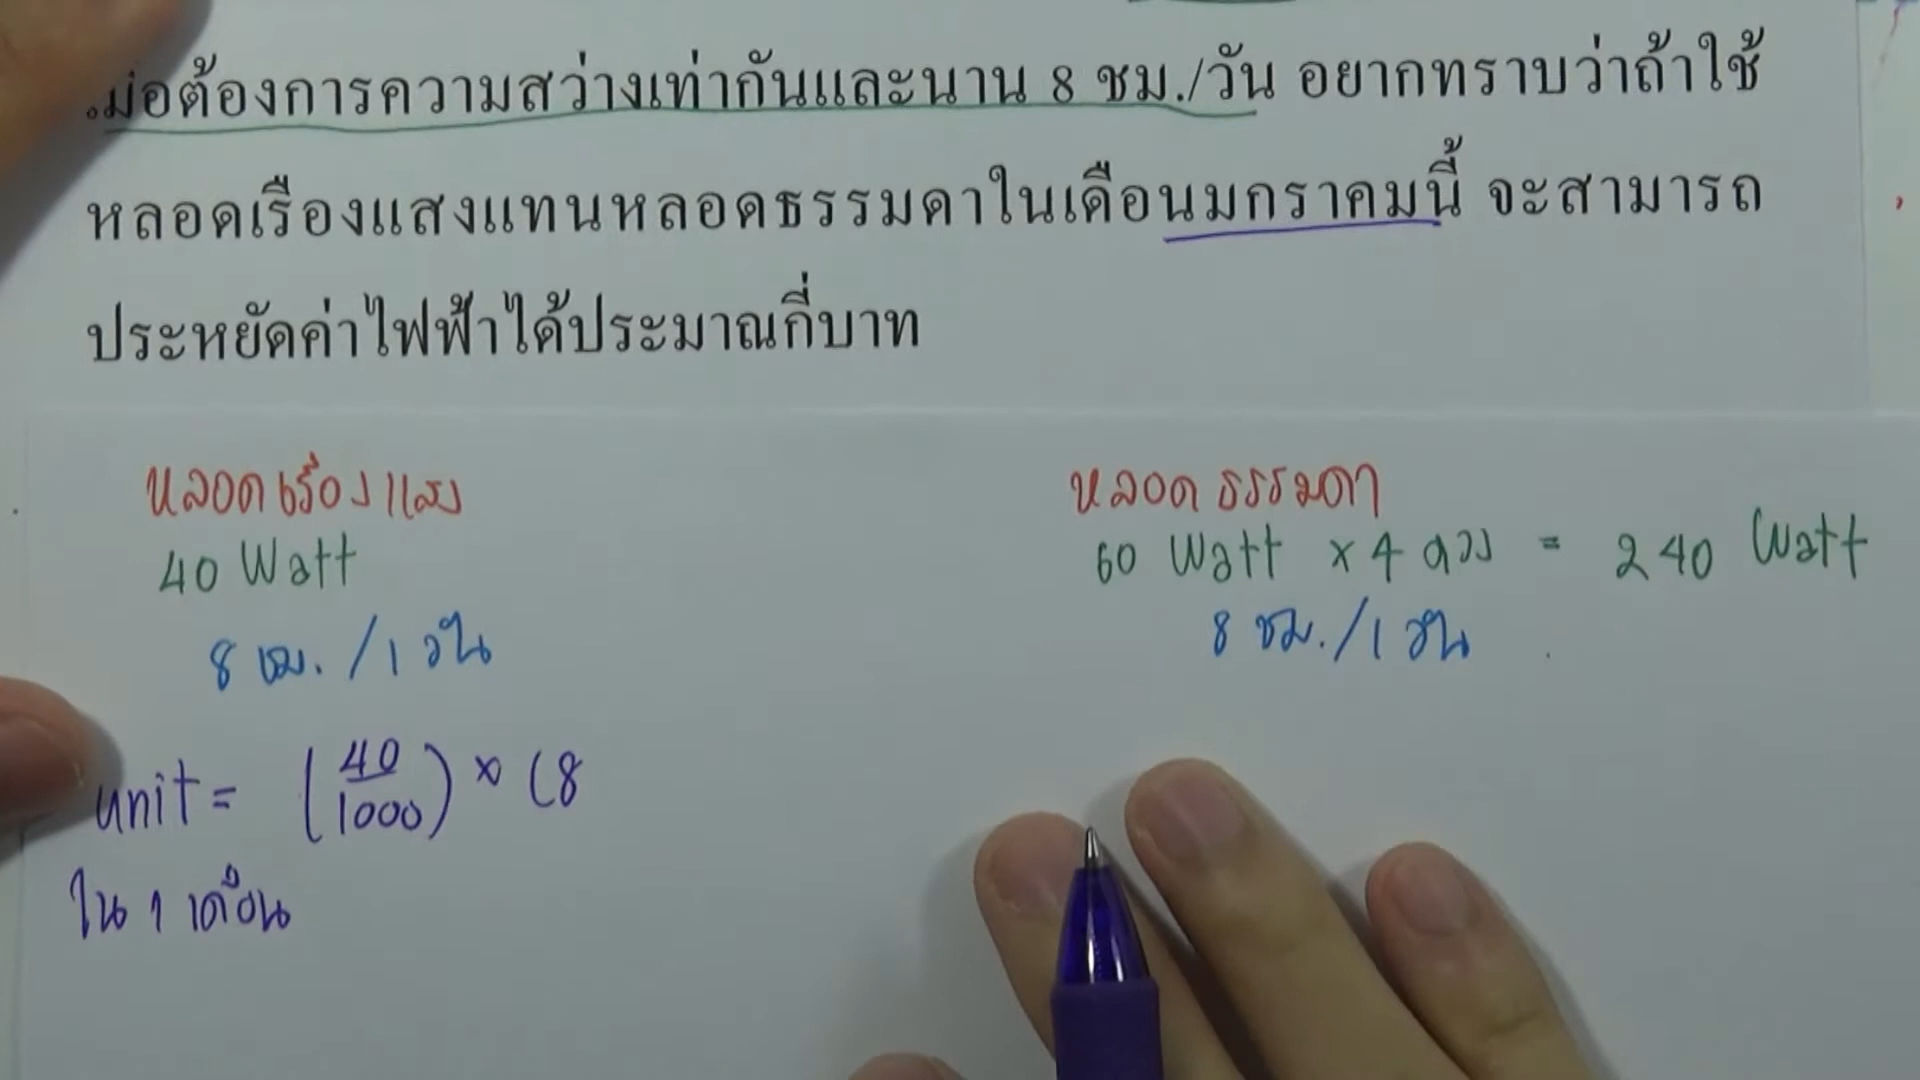 เมื่อต้องการความสว่างเท่ากันและนาน 8 ชม./วัน อยากทราบว่าถ้าใช้
หลอดเรืองแสงแทนหลอดธรรมดาในเดือนมกราคมนี้ จะสามารถ
ประหยัดค่าไฟฟ้าได้ประมาณกี่บาท
หลอดเรืองแสง
40 Watt
8 ชม. / 1 วัน
unit = (40/1000) × (8
ใน 1 เดือน
หลอดธรรมดา
60 Watt × 4 ดวง = 240 Watt
8 ชม. / 1 วัน